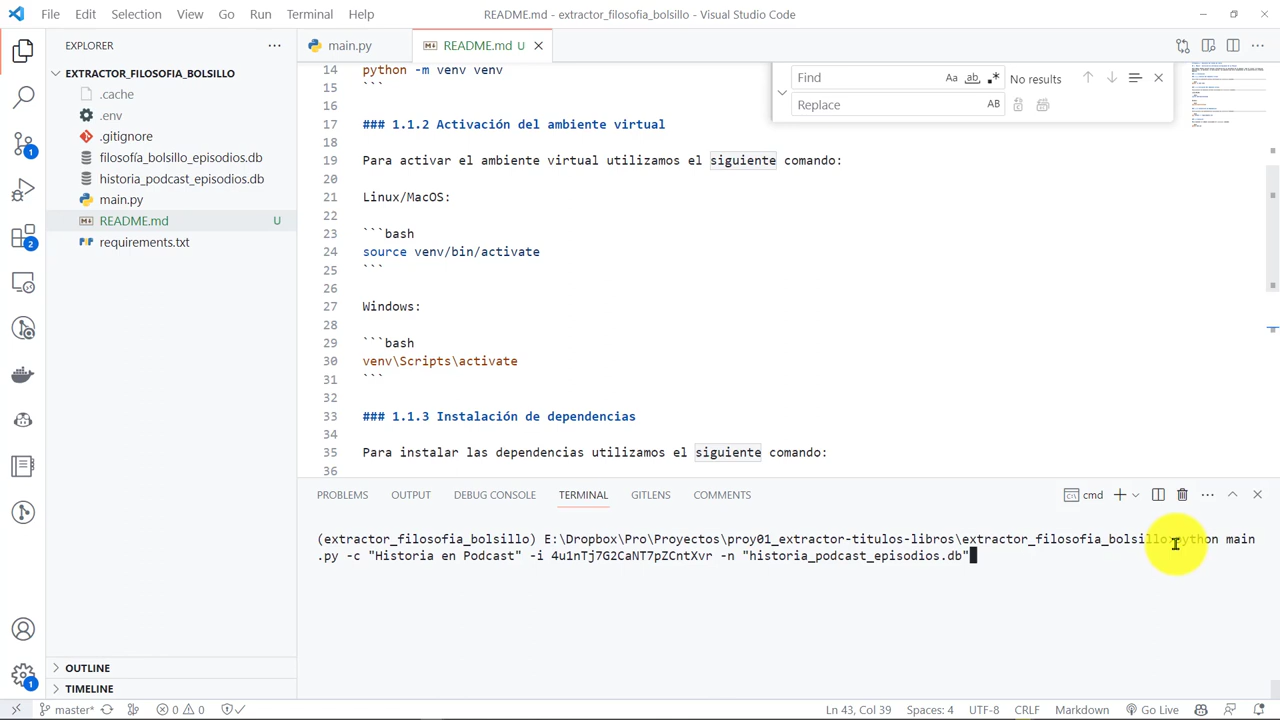 File Edit Selection View Go Run Terminal Help
README.md - extractor_filosofia_bolsillo - Visual Studio Code
EXPLORER
main.py
README.md U
EXTRACTOR_FILOSOFIA_BOLSILLO
.cache
.env
.gitignore
filosofía_bolsillo_episodios.db
historia_podcast_episodios.db
main.py
README.md U
requirements.txt
OUTLINE
TIMELINE
Find
.*
No results
Replace
AB
14 python -m venv venv
15 ```
16
17 ### 1.1.2 Activación del ambiente virtual
18
19 Para activar el ambiente virtual utilizamos el siguiente comando:
20
21 Linux/MacOS:
22
23 ```bash
24 source venv/bin/activate
25 ```
26
27 Windows:
28
29 ```bash
30 venv\Scripts\activate
31 ```
32
33 ### 1.1.3 Instalación de dependencias
34
35 Para instalar las dependencias utilizamos el siguiente comando:
36
PROBLEMS OUTPUT DEBUG CONSOLE TERMINAL GITLENS COMMENTS
cmd
(extractor_filosofia_bolsillo) E:\Dropbox\Pro\Proyectos\proy01_extractor-titulos-libros\extractor_filosofia_bolsillo>python main
.py -c "Historia en Podcast" -i 4u1nTj7G2CaNT7pZCntXvr -n "historia_podcast_episodios.db"
1
2
1
master* 0 0
Ln 43, Col 39 Spaces: 4 UTF-8 CRLF Markdown Go Live